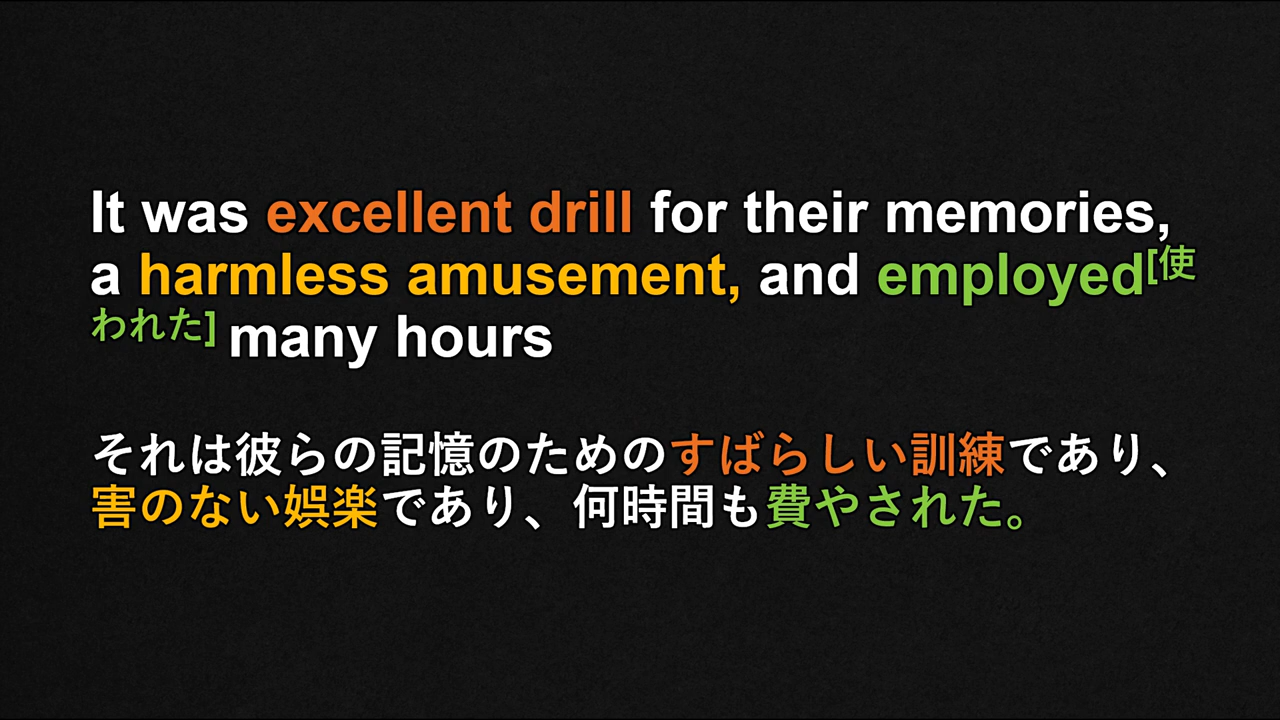 It was excellent drill for their memories,
a harmless amusement, and employed[使
われた] many hours
それは彼らの記憶のためのすばらしい訓練であり、
害のない娯楽であり、何時間も費やされた。